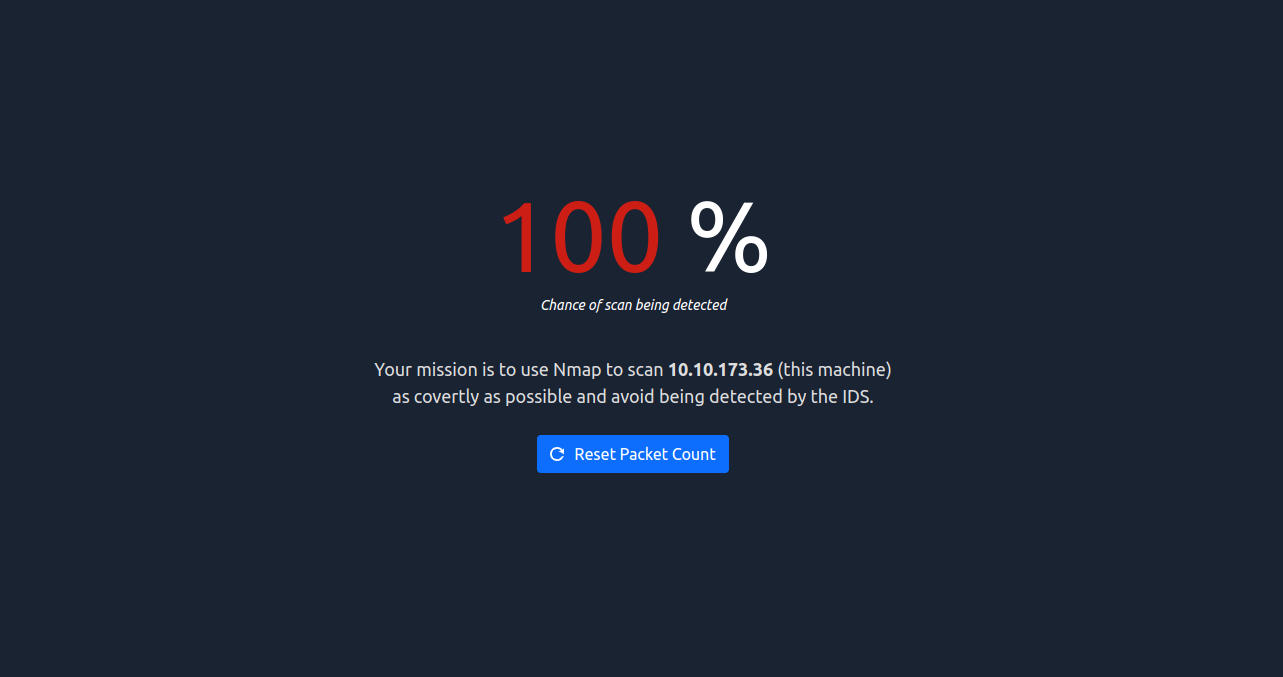 100 %
Chance of scan being detected
Your mission is to use Nmap to scan 10.10.173.36 (this machine)
as covertly as possible and avoid being detected by the IDS.
Reset Packet Count